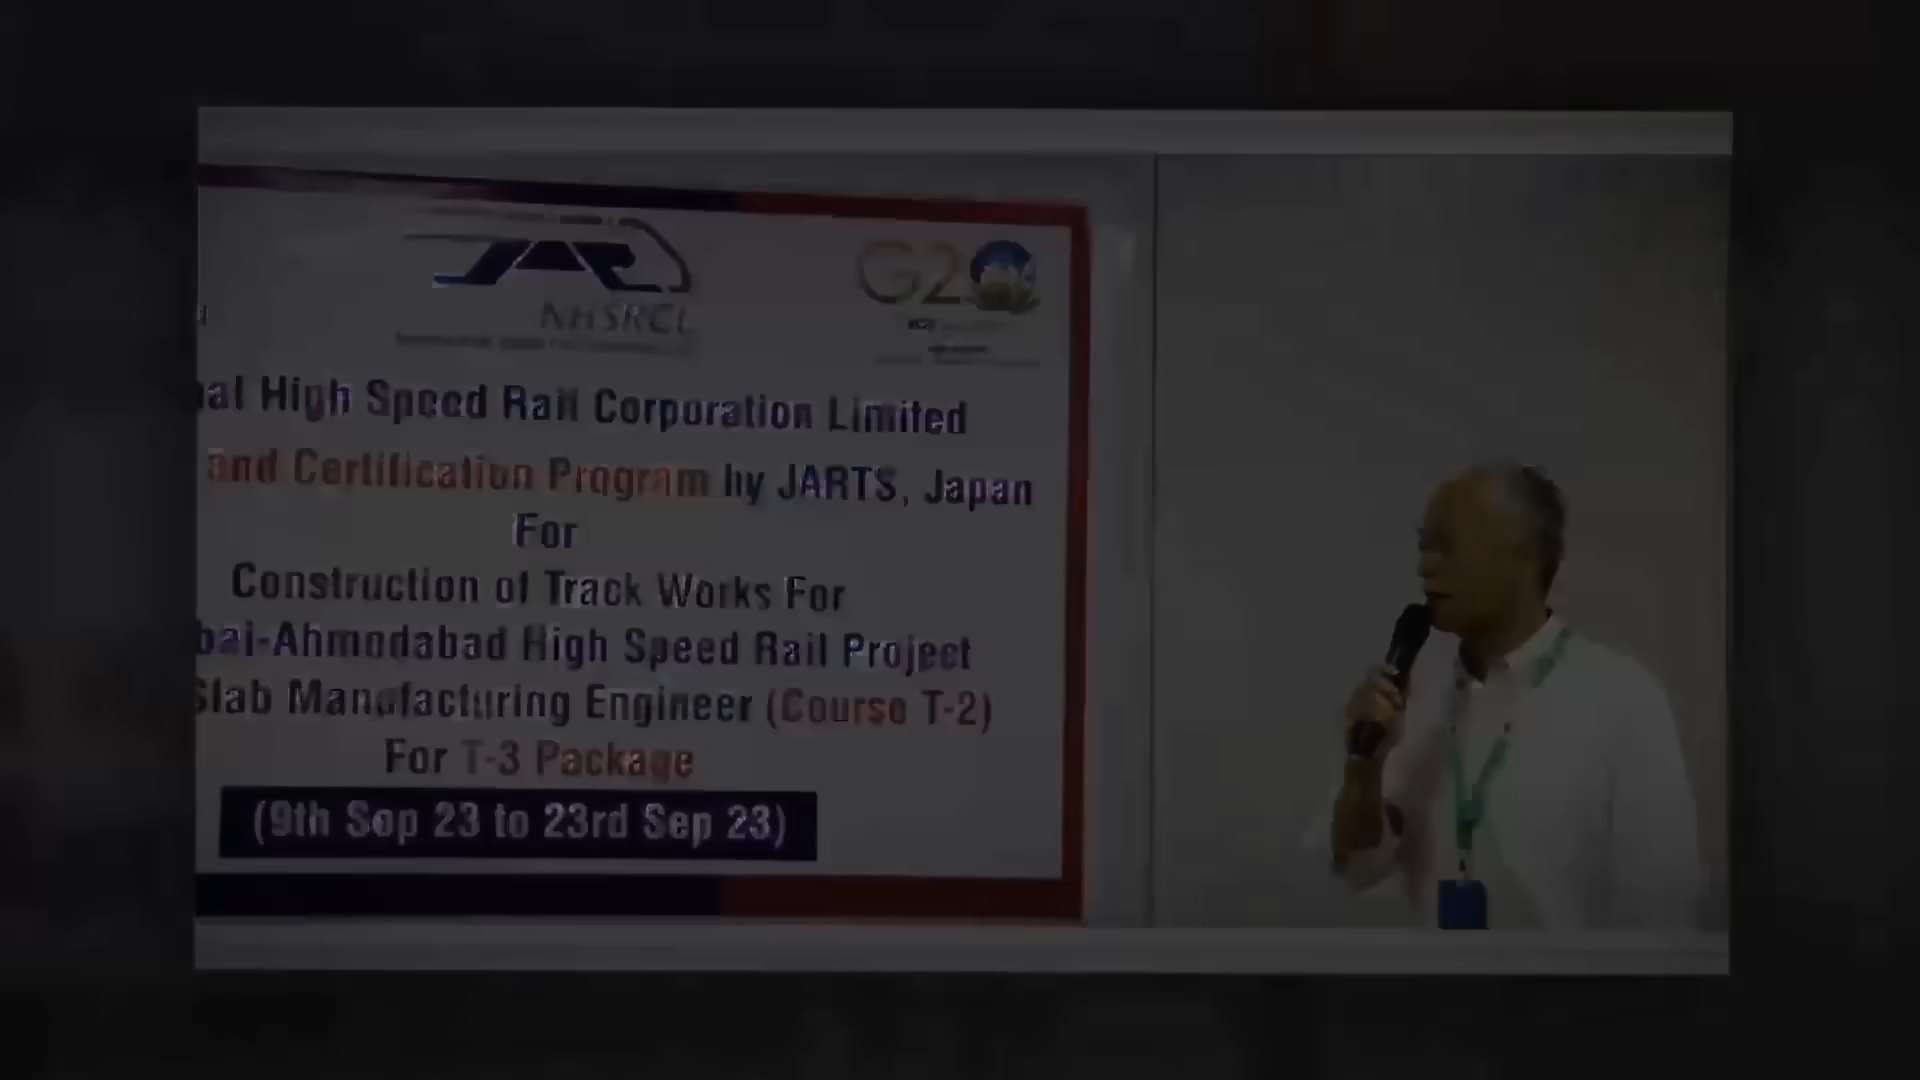 G20
NHSRCL
nal High Speed Rail Corporation Limited
and Certification Program by JARTS, Japan
For
Construction of Track Works For
bai-Ahmedabad High Speed Rail Project
Slab Manufacturing Engineer (Course T-2)
For T-3 Package
(9th Sep 23 to 23rd Sep 23)